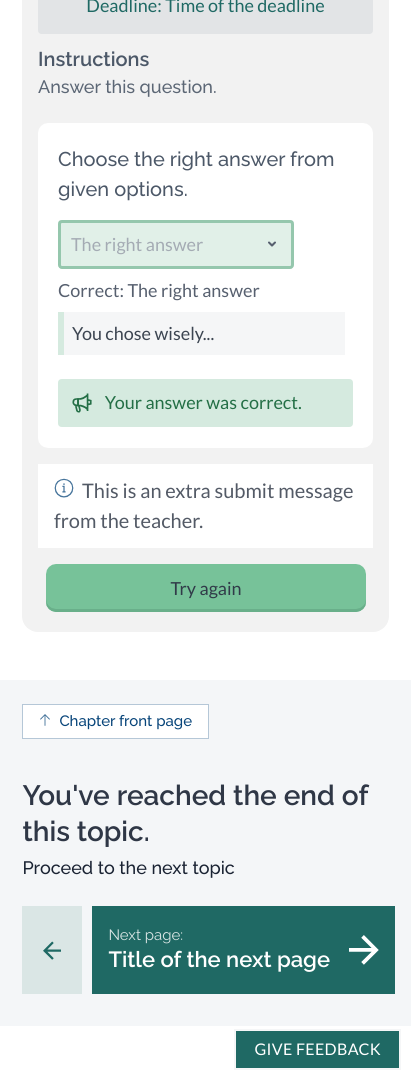 Deadline: Time of the deadline
Instructions
Answer this question.
Choose the right answer from
given options.
The right answer
Correct: The right answer
You chose wisely...
Your answer was correct.
This is an extra submit message
from the teacher.
Try again
Chapter front page
You've reached the end of
this topic.
Proceed to the next topic
Next page:
Title of the next page
GIVE FEEDBACK